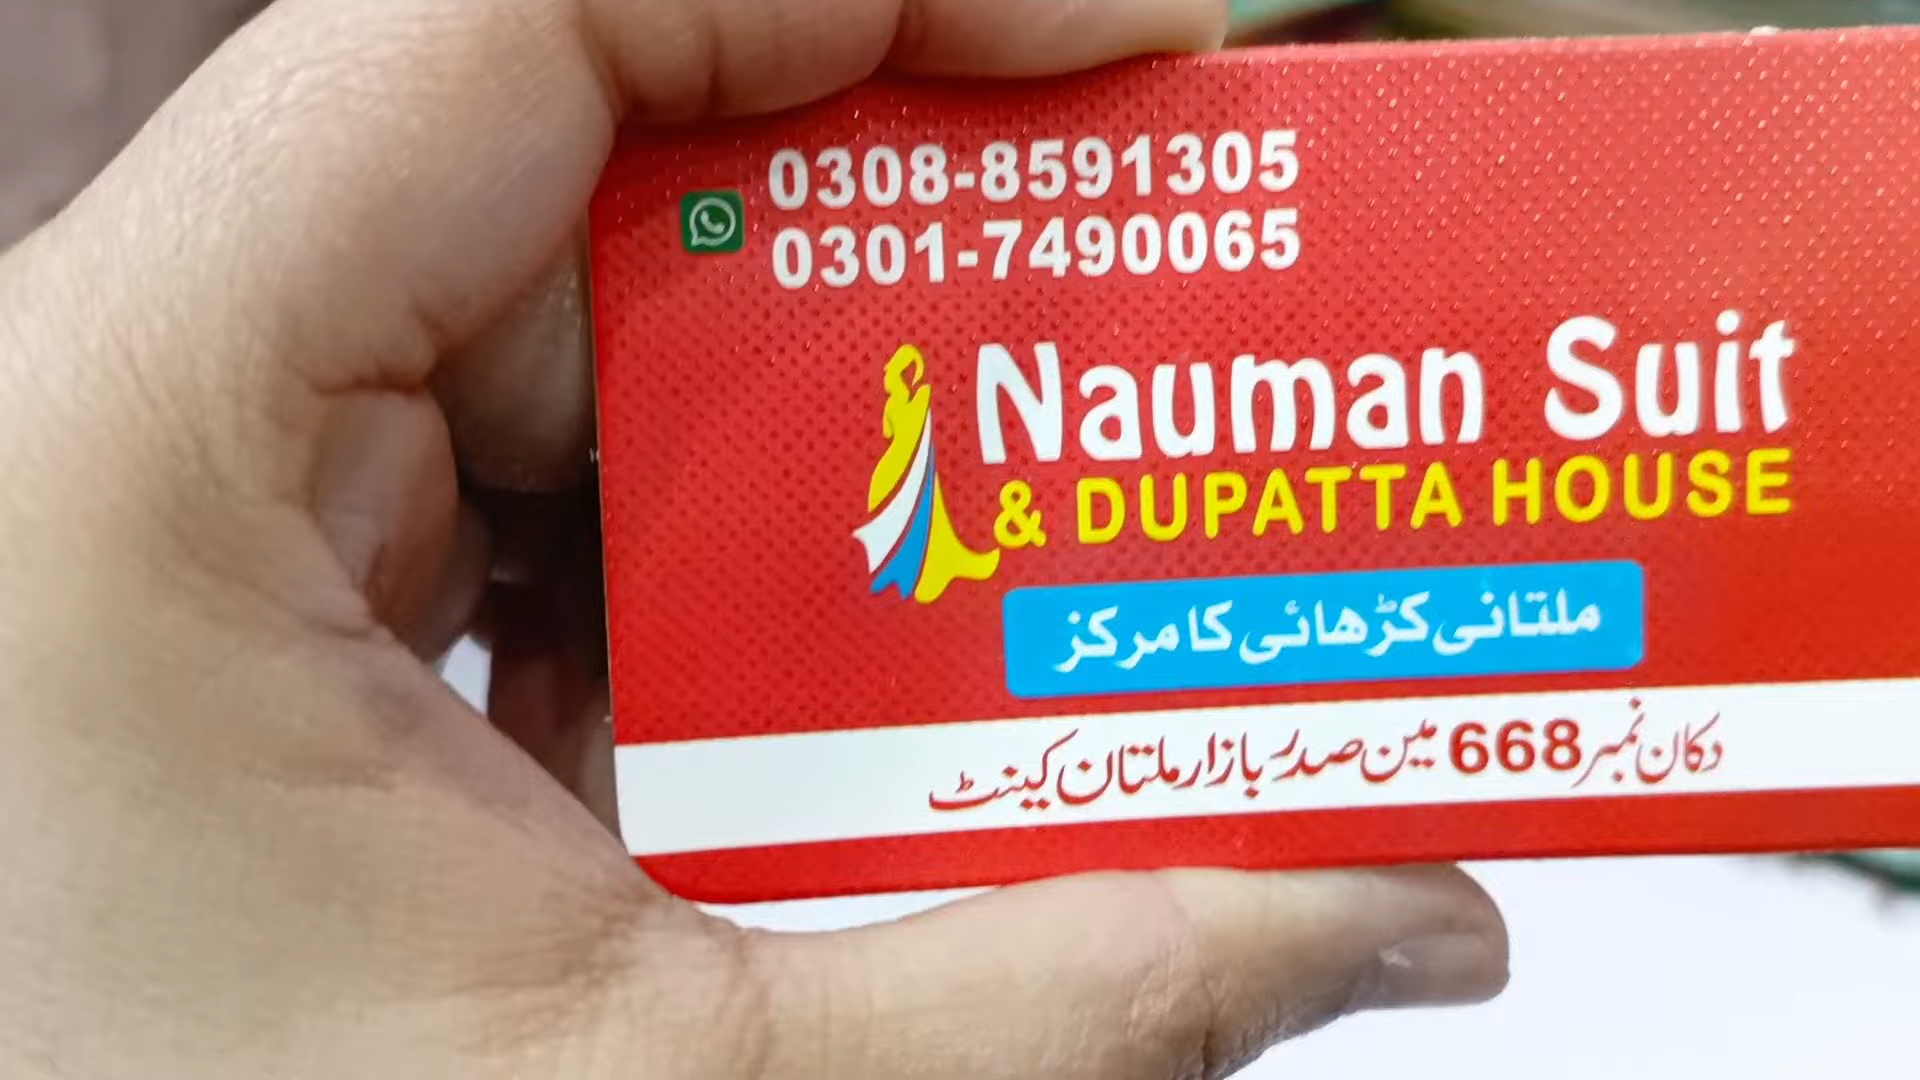 0308-8591305
0301-7490065
Nauman Suit
& DUPATTA HOUSE
ملتانی کڑھائی کا مرکز
دکان نمبر 668 مین صدر بازار ملتان کینٹ